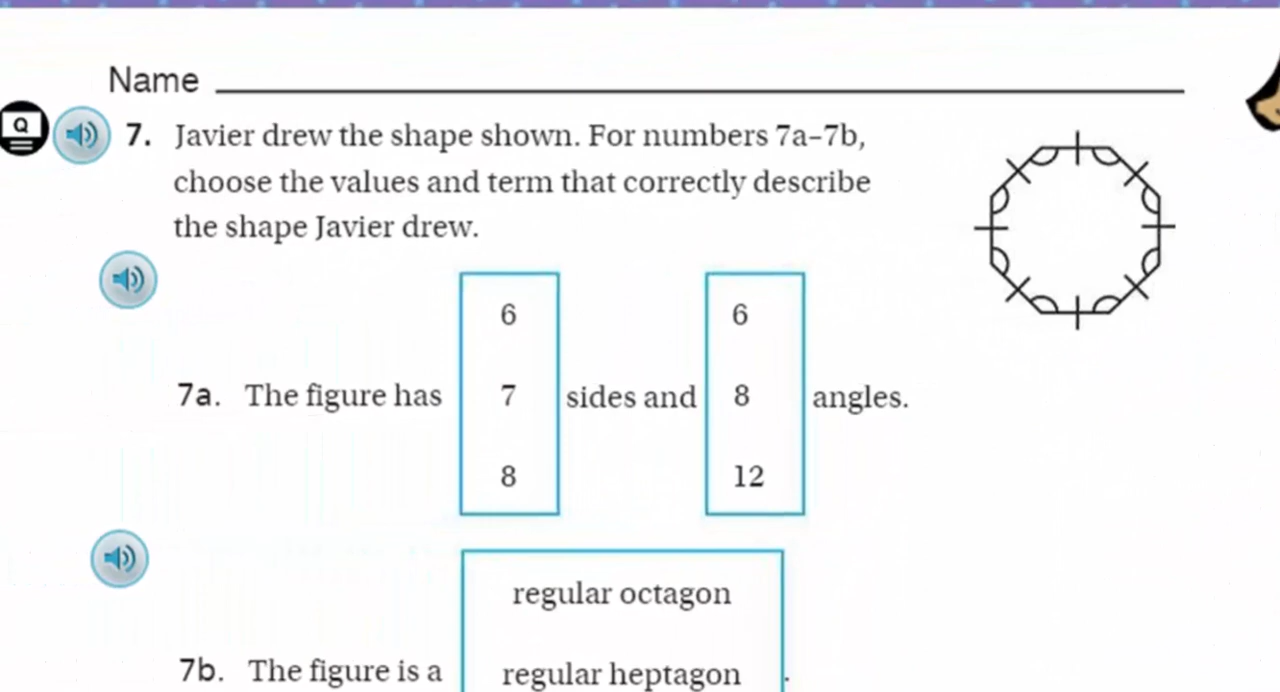 Name
Q
7. Javier drew the shape shown. For numbers 7a–7b,
choose the values and term that correctly describe
the shape Javier drew.
6 6
7a. The figure has 7 sides and 8 angles.
8 12
regular octagon
7b. The figure is a regular heptagon .